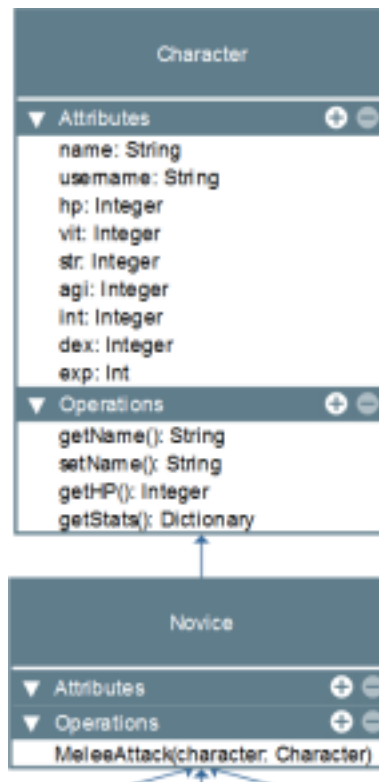 Character
Attributes
name: String
username: String
hp: Integer
vit: Integer
str: Integer
agi: Integer
int: Integer
dex: Integer
exp: Int
Operations
getName(): String
setName(): String
getHP(): Integer
getStats(): Dictionary
Novice
Attributes
Operations
MeleeAttack(character: Character)